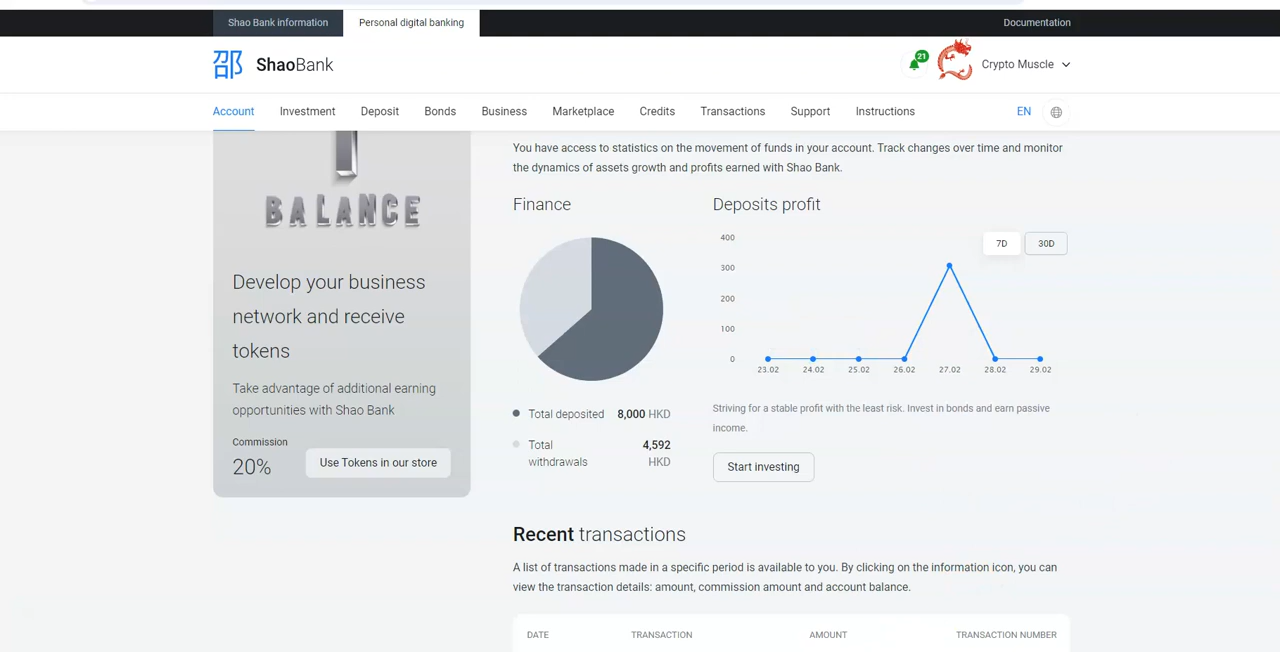 Shao Bank information Personal digital banking Documentation
邵 ShaoBank 21 Crypto Muscle
Account Investment Deposit Bonds Business Marketplace Credits Transactions Support Instructions EN
BALANCE
Develop your business
network and receive
tokens
Take advantage of additional earning
opportunities with Shao Bank
Commission
20% Use Tokens in our store
You have access to statistics on the movement of funds in your account. Track changes over time and monitor
the dynamics of assets growth and profits earned with Shao Bank.
Finance
Total deposited 8,000 HKD
Total 4,592
withdrawals HKD
Deposits profit
7D 30D
400
300
200
100
0
23.02 24.02 25.02 26.02 27.02 28.02 29.02
Striving for a stable profit with the least risk. Invest in bonds and earn passive
income.
Start investing
Recent transactions
A list of transactions made in a specific period is available to you. By clicking on the information icon, you can
view the transaction details: amount, commission amount and account balance.
DATE TRANSACTION AMOUNT TRANSACTION NUMBER